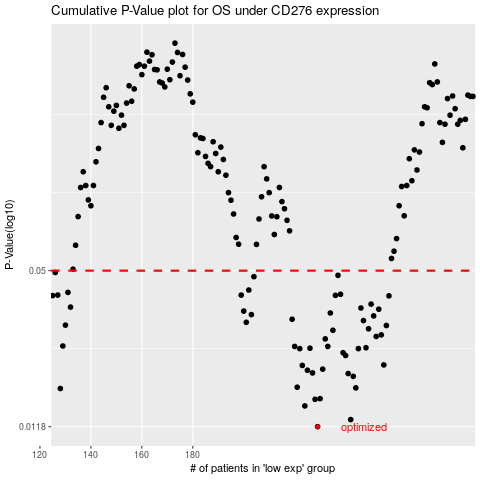 Cumulative P-Value plot for OS under CD276 expression
P-Value(log10)
0.05
0.0118
optimized
120 140 160 180
# of patients in 'low exp' group